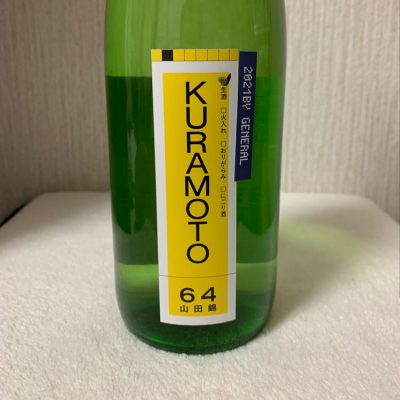 KURAMOTO
生酒 □火入れ □おりがらみ □にごり酒
64
山田錦
2021BY GENERAL